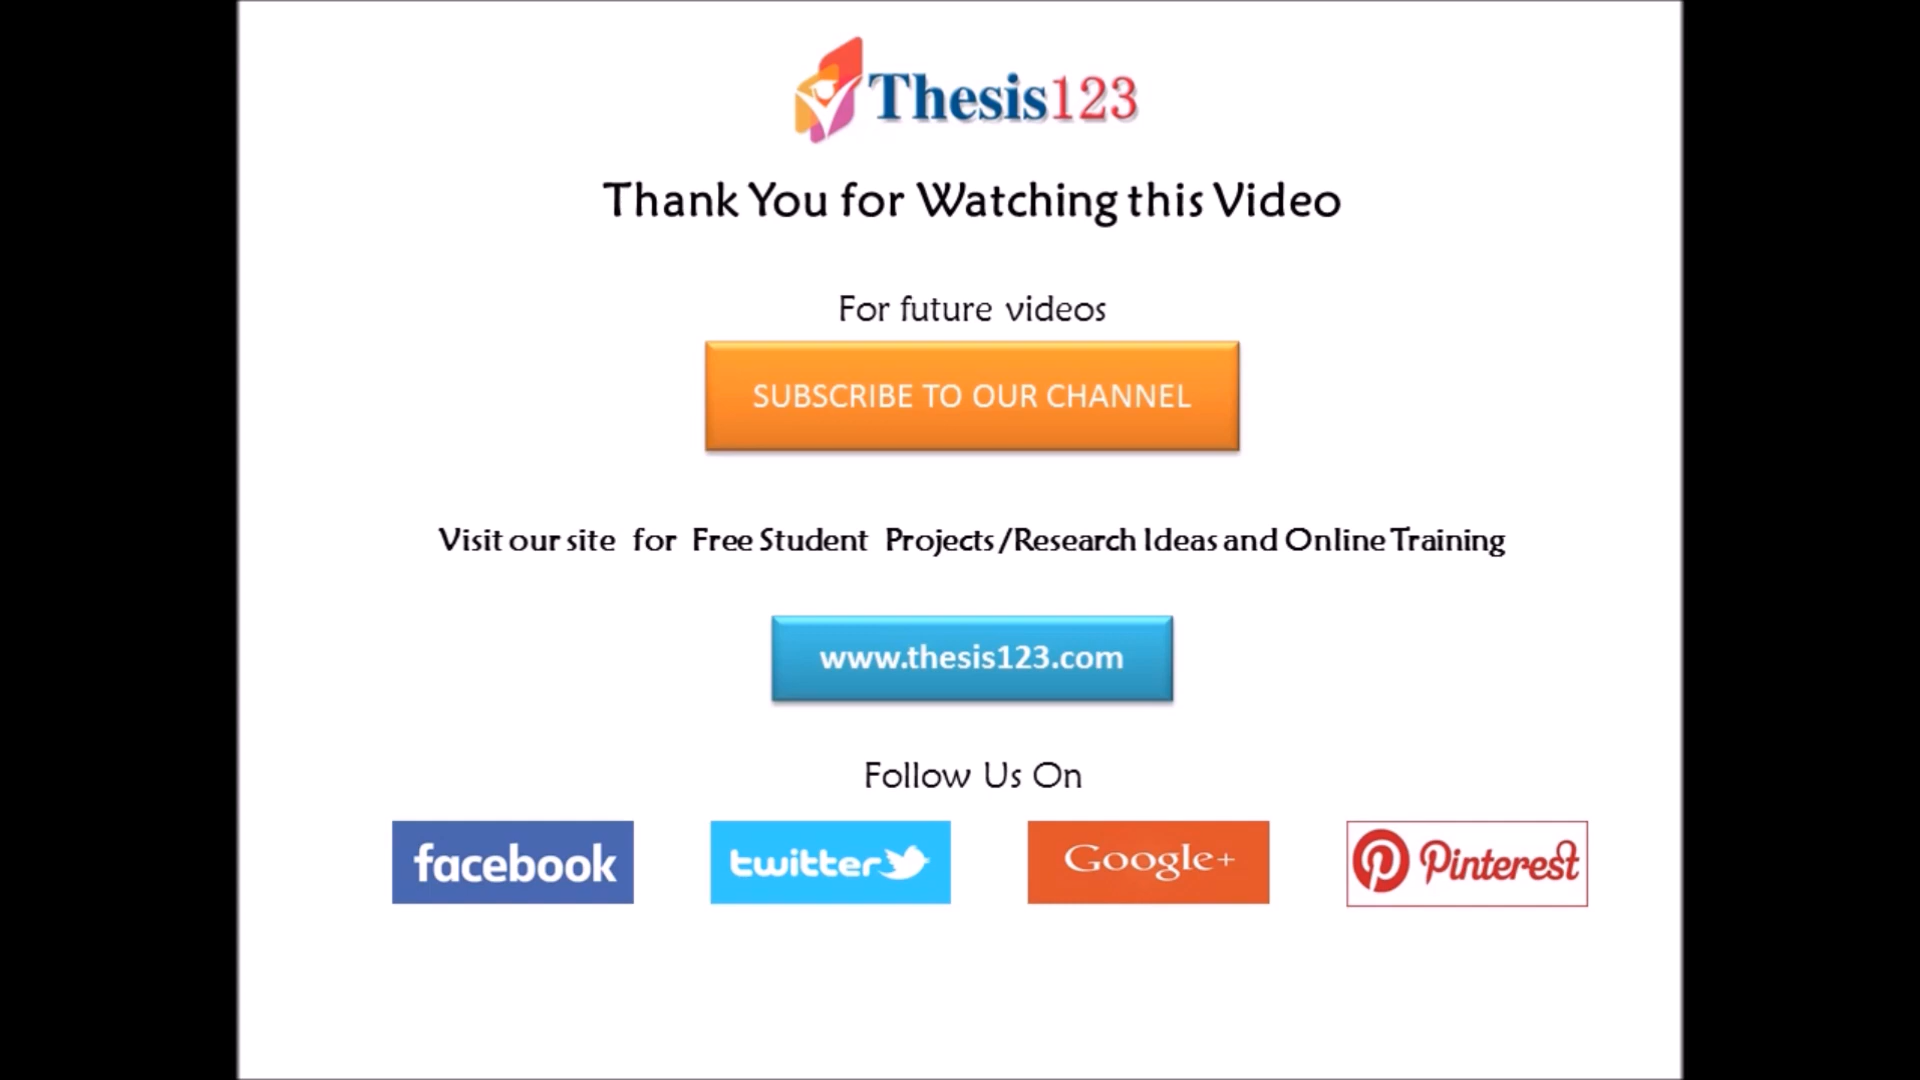 Thesis123
Thank You for Watching this Video
For future videos
SUBSCRIBE TO OUR CHANNEL
Visit our site for Free Student Projects/Research Ideas and Online Training
www.thesis123.com
Follow Us On
facebook
twitter
Google+
Pinterest